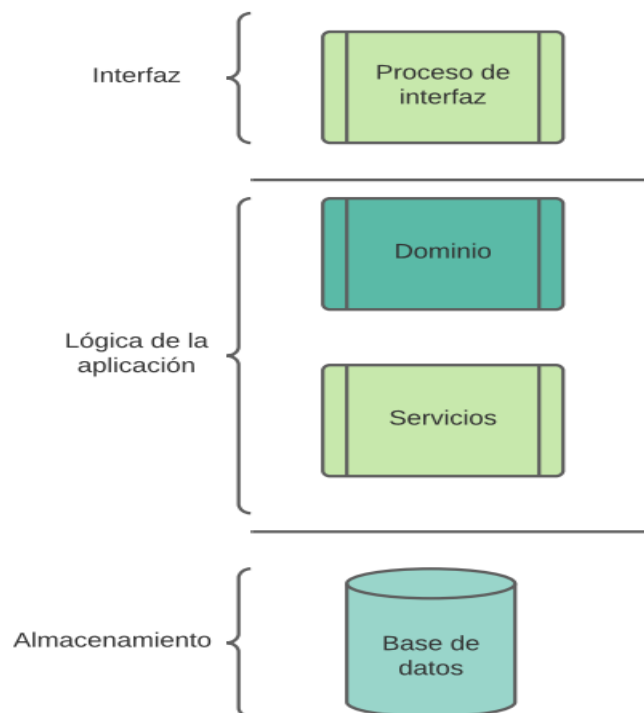 Interfaz
Proceso de
interfaz
Dominio
Lógica de la
aplicación
Servicios
Almacenamiento
Base de
datos